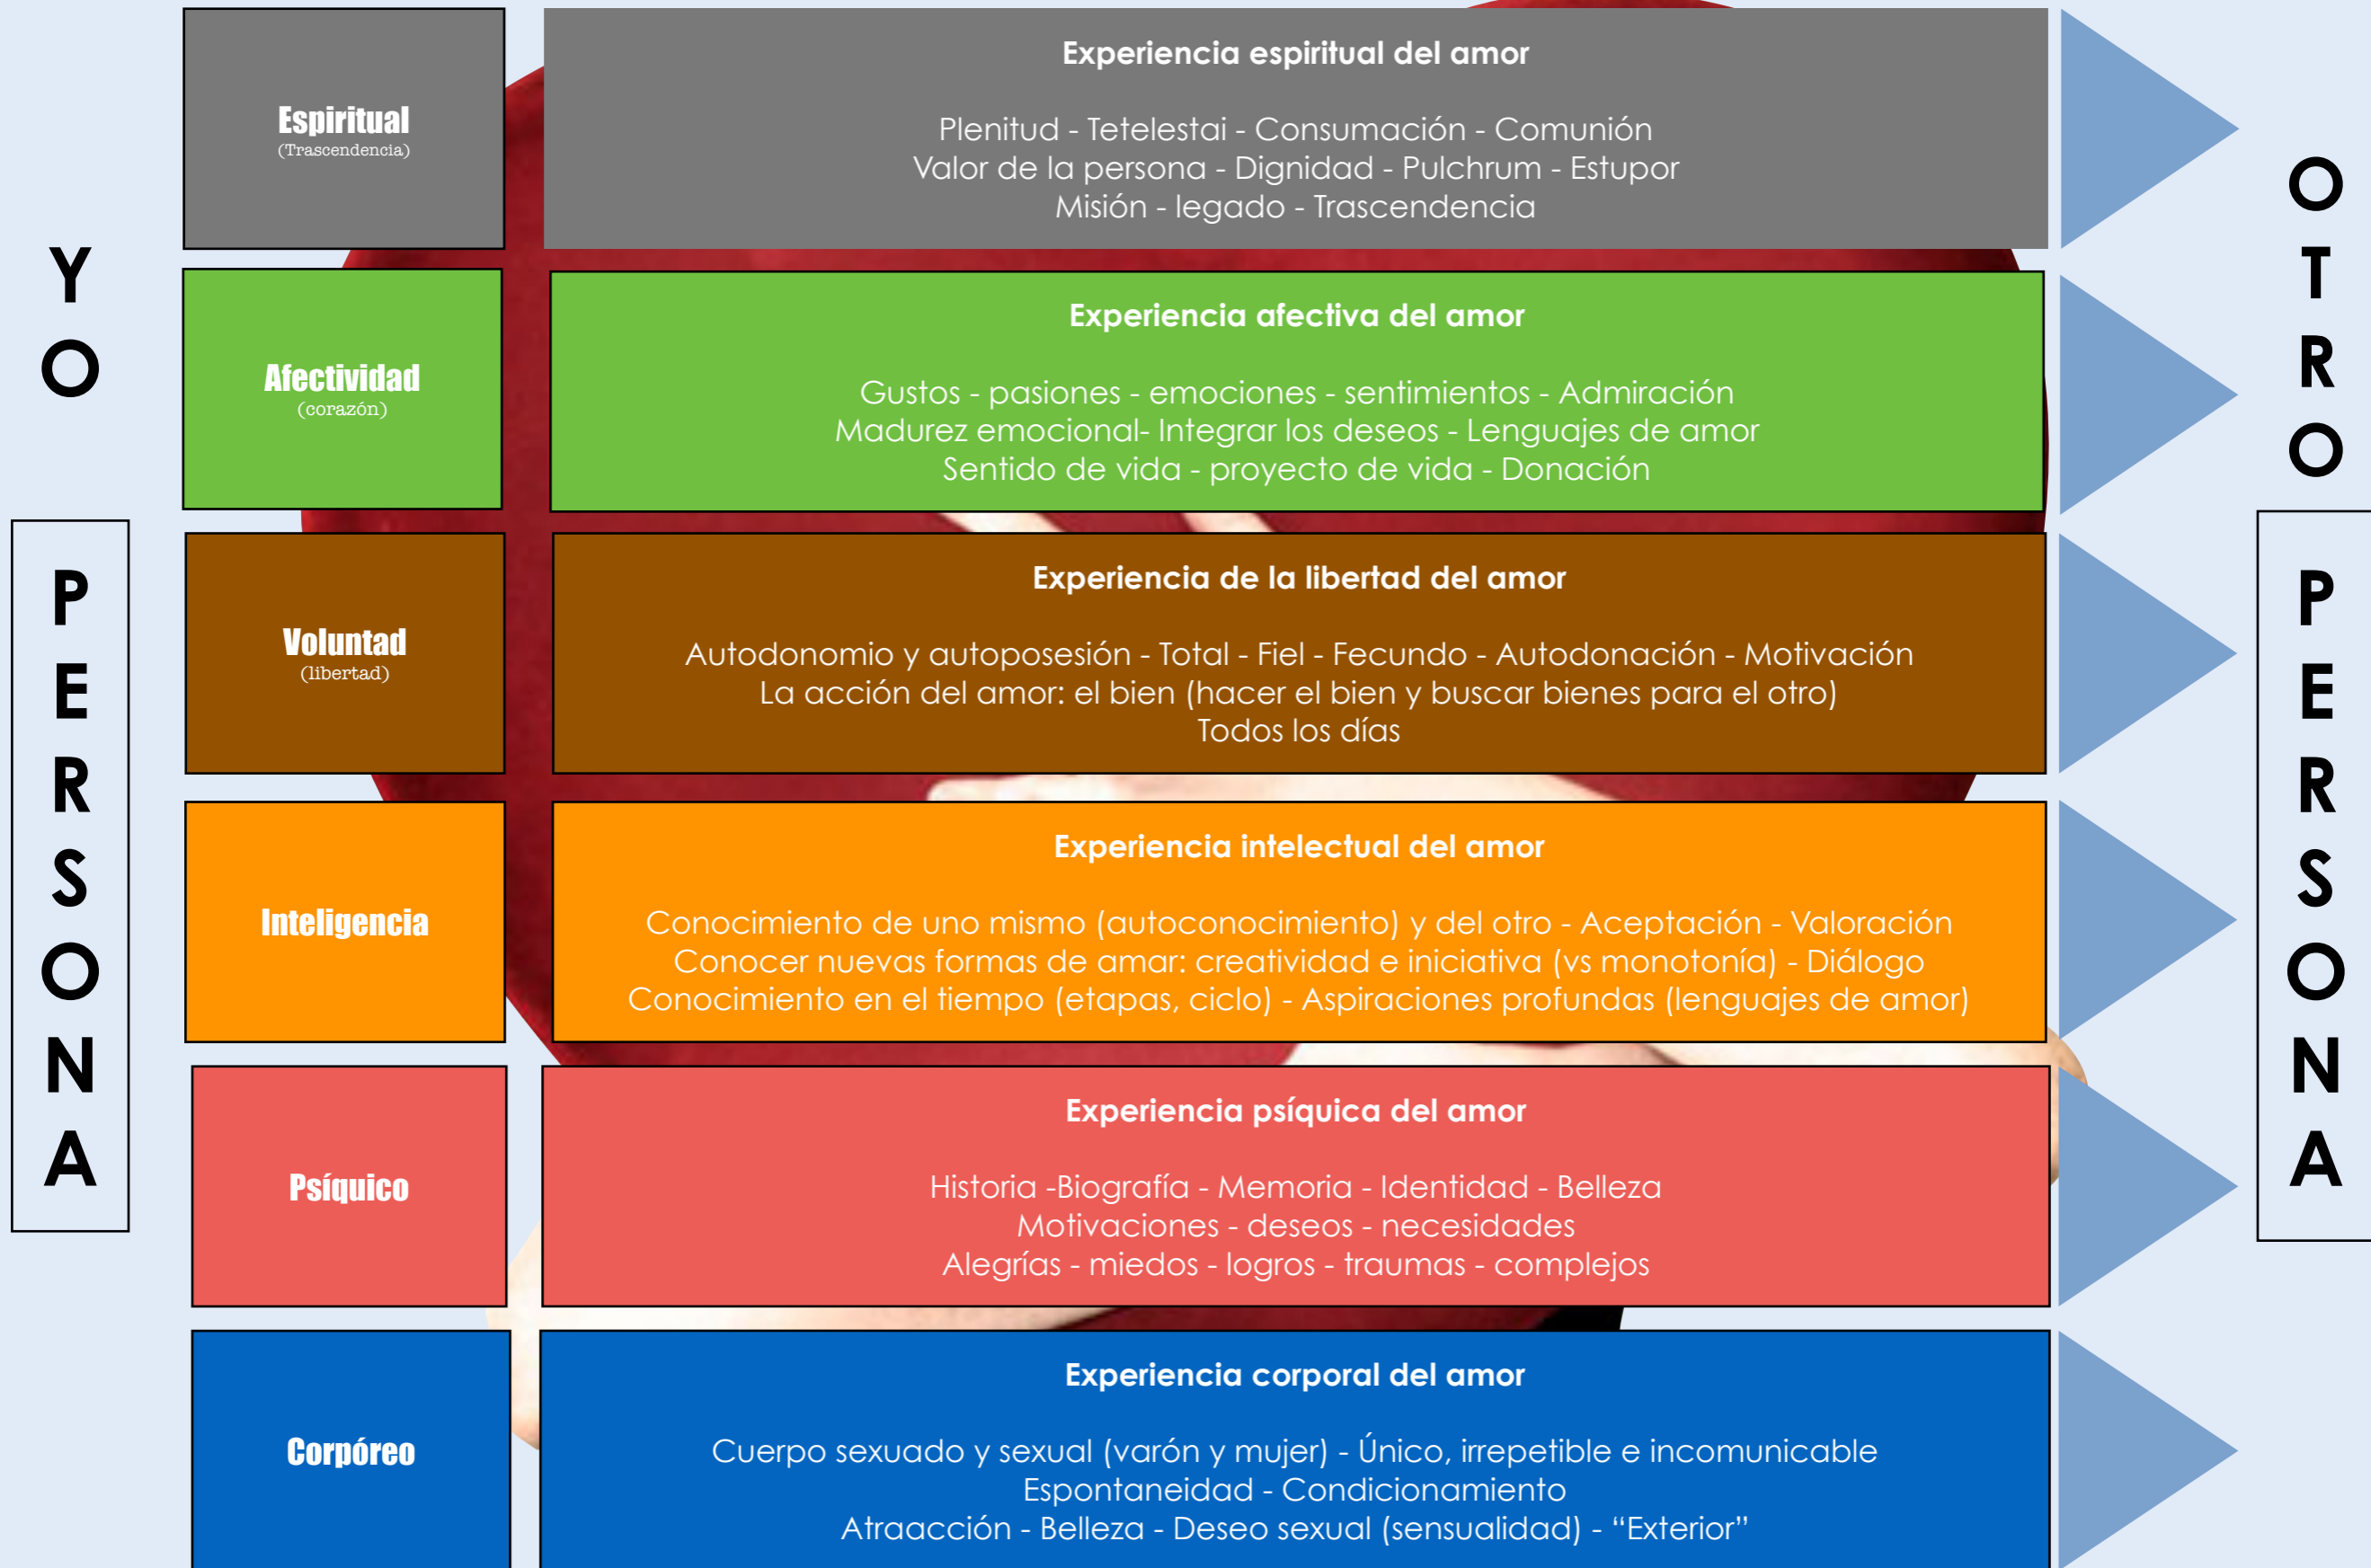 YO
PERSONA
Espiritual
(Trascendencia)
Experiencia espiritual del amor
Plenitud - Tetelestai - Consumación - Comunión
Valor de la persona - Dignidad - Pulchrum - Estupor
Misión - legado - Trascendencia
Afectividad
(corazón)
Experiencia afectiva del amor
Gustos - pasiones - emociones - sentimientos - Admiración
Madurez emocional- Integrar los deseos - Lenguajes de amor
Sentido de vida - proyecto de vida - Donación
Voluntad
(libertad)
Experiencia de la libertad del amor
Autodonomio y autoposesión - Total - Fiel - Fecundo - Autodonación - Motivación
La acción del amor: el bien (hacer el bien y buscar bienes para el otro)
Todos los días
Inteligencia
Experiencia intelectual del amor
Conocimiento de uno mismo (autoconocimiento) y del otro - Aceptación - Valoración
Conocer nuevas formas de amar: creatividad e iniciativa (vs monotonía) - Diálogo
Conocimiento en el tiempo (etapas, ciclo) - Aspiraciones profundas (lenguajes de amor)
Psíquico
Experiencia psíquica del amor
Historia -Biografía - Memoria - Identidad - Belleza
Motivaciones - deseos - necesidades
Alegrías - miedos - logros - traumas - complejos
Corpóreo
Experiencia corporal del amor
Cuerpo sexuado y sexual (varón y mujer) - Único, irrepetible e incomunicable
Espontaneidad - Condicionamiento
Atraacción - Belleza - Deseo sexual (sensualidad) - “Exterior”
OTRO
PERSONA